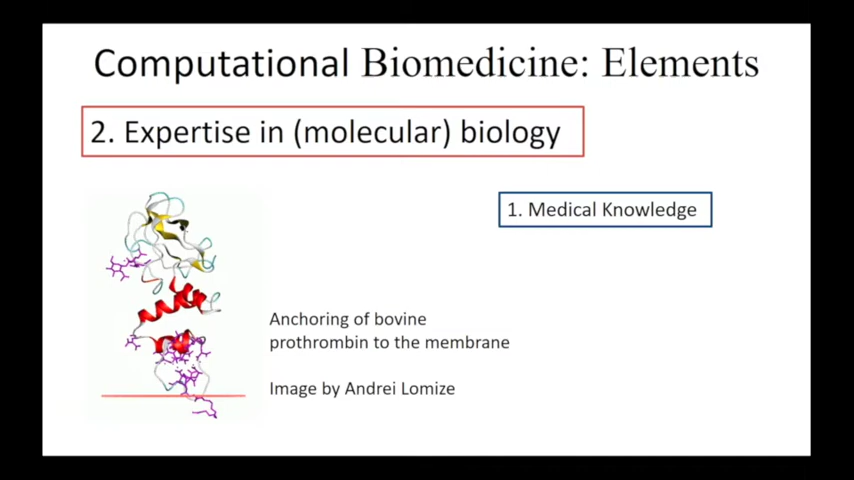 Computational Biomedicine: Elements
2. Expertise in (molecular) biology
1. Medical Knowledge
Anchoring of bovine
prothrombin to the membrane
Image by Andrei Lomize